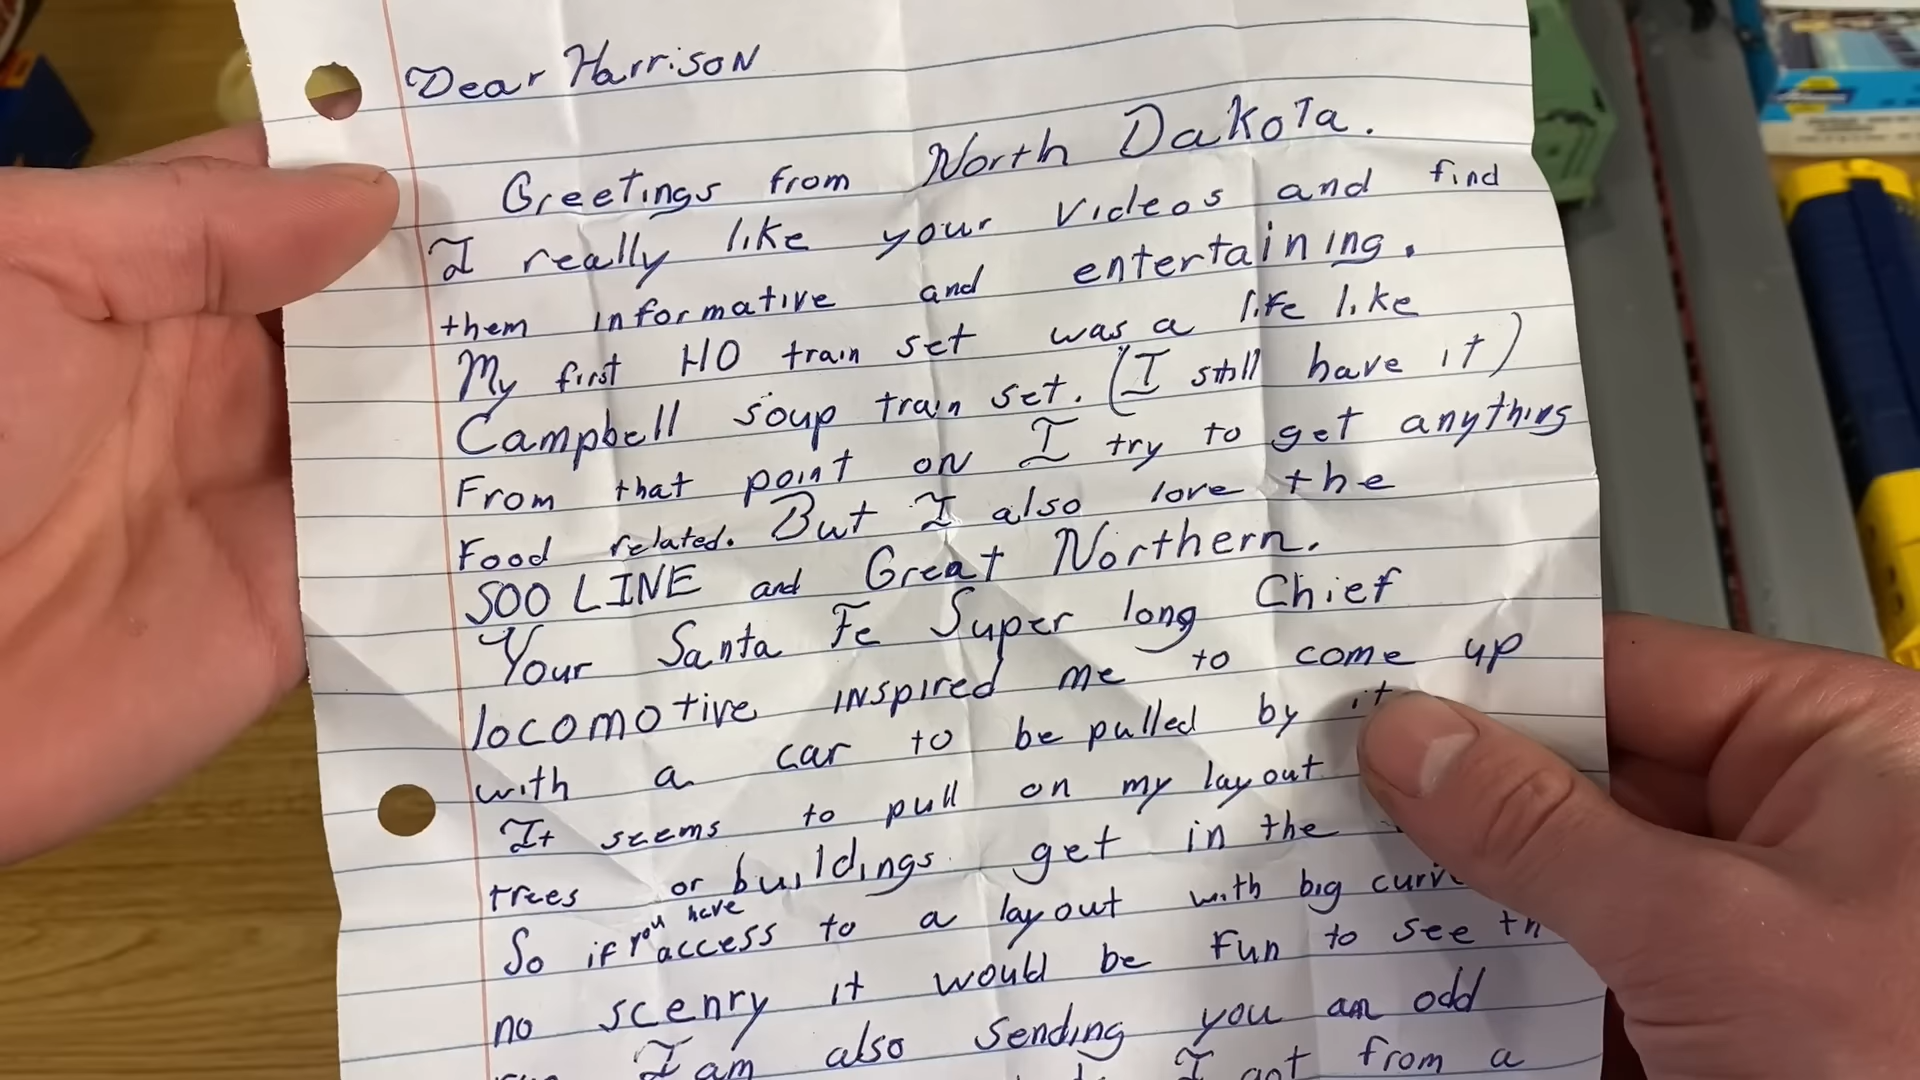 Dear Harrison
Greetings from North Dakota.
I really like your videos and find
them informative and entertaining.
My first HO train set was a life like
Campbell soup train set. (I still have it)
From that point on I try to get anything
Food related. But I also love the
SOO LINE and Great Northern.
Your Santa Fe Super long Chief
locomotive inspired me to come up
with a car to be pulled by it
It seems to pull on my layout
trees or buildings get in the
So if you have access to a layout with big
no scenry it would be fun to see
I am also sending you an odd
I got from a